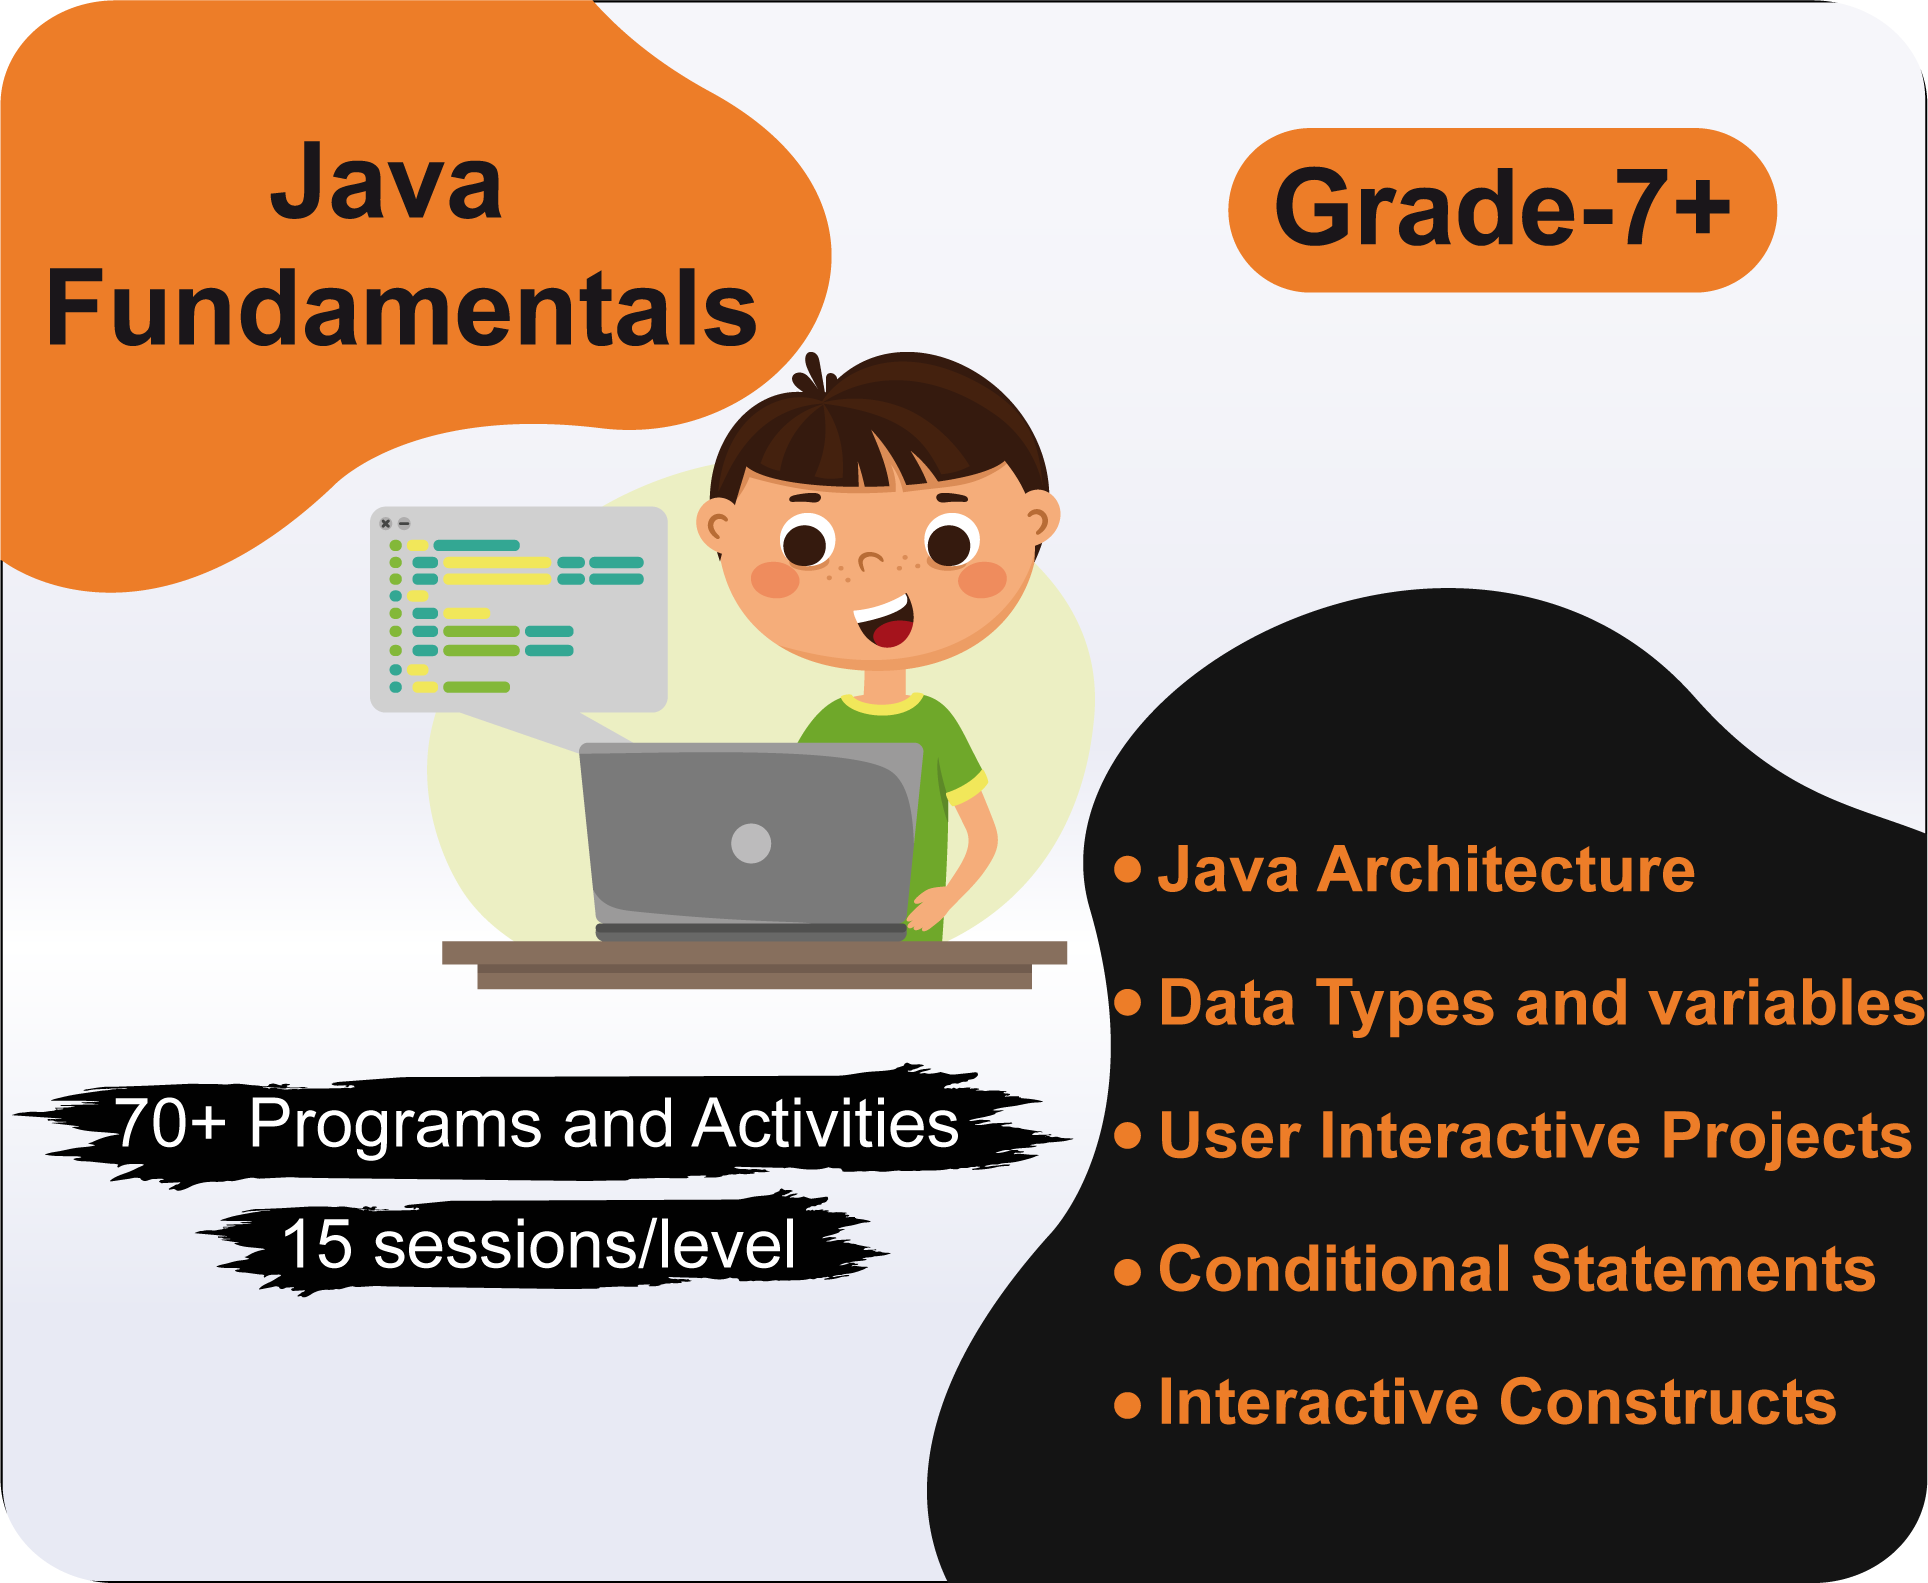 Java
Fundamentals
Grade-7+
• Java Architecture
• Data Types and variables
• User Interactive Projects
• Conditional Statements
• Interactive Constructs
70+ Programs and Activities
15 sessions/level